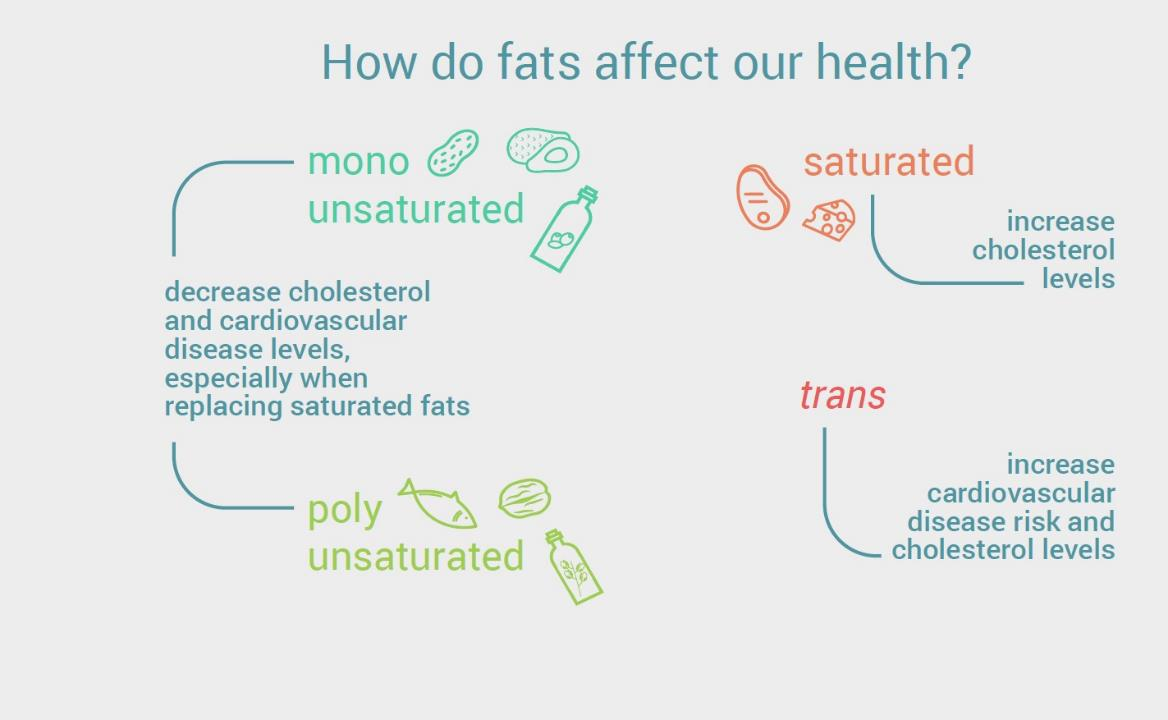 How do fats affect our health?
mono
unsaturated
decrease cholesterol
and cardiovascular
disease levels,
especially when
replacing saturated fats
poly
unsaturated
saturated
increase
cholesterol
levels
trans
increase
cardiovascular
disease risk and
cholesterol levels